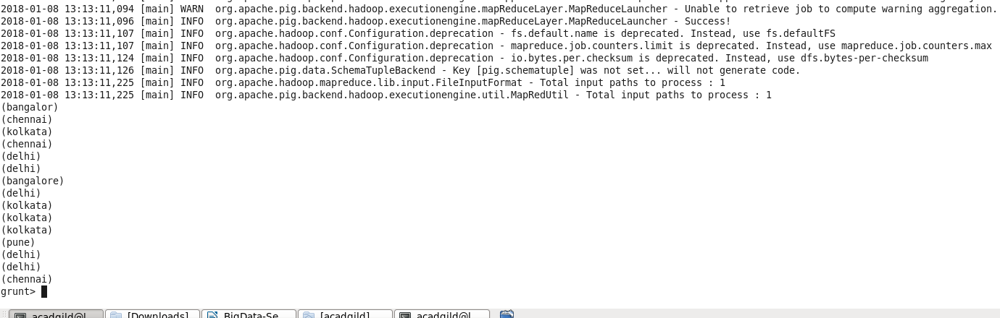 2018-01-08 13:13:11,094 [main] WARN  org.apache.pig.backend.hadoop.executionengine.mapReduceLayer.MapReduceLauncher - Unable to retrieve job to compute warning aggregation.
2018-01-08 13:13:11,096 [main] INFO  org.apache.pig.backend.hadoop.executionengine.mapReduceLayer.MapReduceLauncher - Success!
2018-01-08 13:13:11,107 [main] INFO  org.apache.hadoop.conf.Configuration.deprecation - fs.default.name is deprecated. Instead, use fs.defaultFS
2018-01-08 13:13:11,107 [main] INFO  org.apache.hadoop.conf.Configuration.deprecation - mapreduce.job.counters.limit is deprecated. Instead, use mapreduce.job.counters.max
2018-01-08 13:13:11,124 [main] INFO  org.apache.hadoop.conf.Configuration.deprecation - io.bytes.per.checksum is deprecated. Instead, use dfs.bytes-per-checksum
2018-01-08 13:13:11,126 [main] INFO  org.apache.pig.data.SchemaTupleBackend - Key [pig.schematuple] was not set... will not generate code.
2018-01-08 13:13:11,225 [main] INFO  org.apache.hadoop.mapreduce.lib.input.FileInputFormat - Total input paths to process : 1
2018-01-08 13:13:11,225 [main] INFO  org.apache.pig.backend.hadoop.executionengine.util.MapRedUtil - Total input paths to process : 1
(bangalor)
(chennai)
(kolkata)
(chennai)
(delhi)
(delhi)
(bangalore)
(delhi)
(kolkata)
(kolkata)
(kolkata)
(pune)
(delhi)
(delhi)
(chennai)
grunt>
acadgild@l... [Downloads] BigData-Se... [acadgild] acadgild@l...